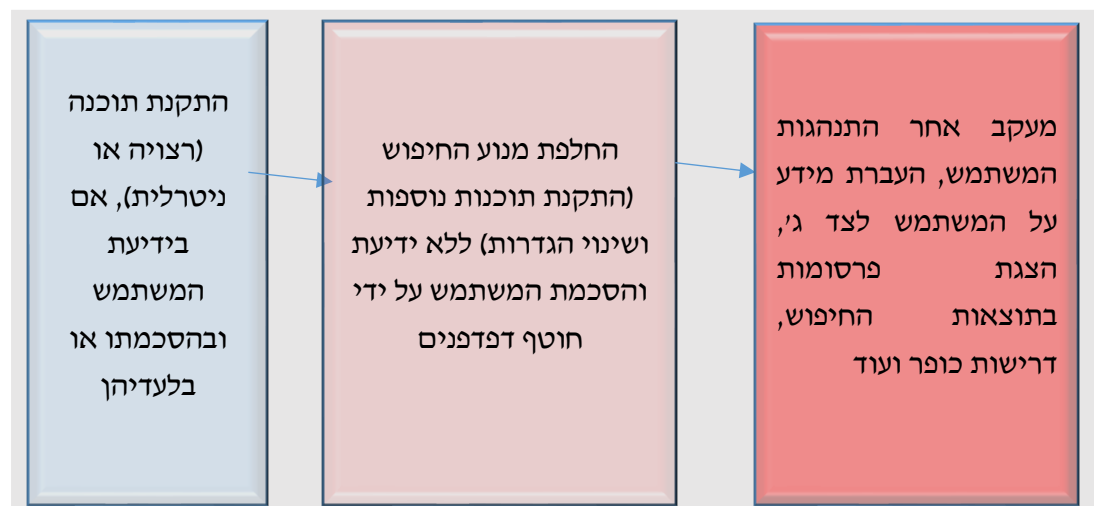 התקנת תוכנה
(רצויה או
ניטרלית), אם
בידיעת
המשתמש
ובהסכמתו או
בלעדיהן
החלפת מנוע החיפוש
(התקנת תוכנות נוספות
ושינוי הגדרות) ללא ידיעת
והסכמת המשתמש על ידי
חוטף דפדפנים
מעקב אחר התנהגות
המשתמש, העברת מידע
על המשתמש לצד ג',
הצגת פרסומות
בתוצאות החיפוש,
דרישות כופר ועוד